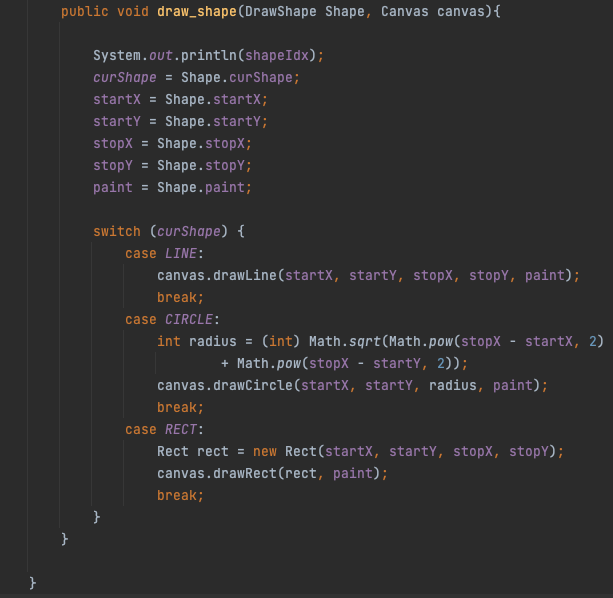 public void draw_shape(DrawShape Shape, Canvas canvas){
System.out.println(shapeIdx);
curShape = Shape.curShape;
startX = Shape.startX;
startY = Shape.startY;
stopX = Shape.stopX;
stopY = Shape.stopY;
paint = Shape.paint;
switch (curShape) {
case LINE:
canvas.drawLine(startX, startY, stopX, stopY, paint);
break;
case CIRCLE:
int radius = (int) Math.sqrt(Math.pow(stopX - startX, 2)
+ Math.pow(stopX - startY, 2));
canvas.drawCircle(startX, startY, radius, paint);
break;
case RECT:
Rect rect = new Rect(startX, startY, stopX, stopY);
canvas.drawRect(rect, paint);
break;
}
}
}